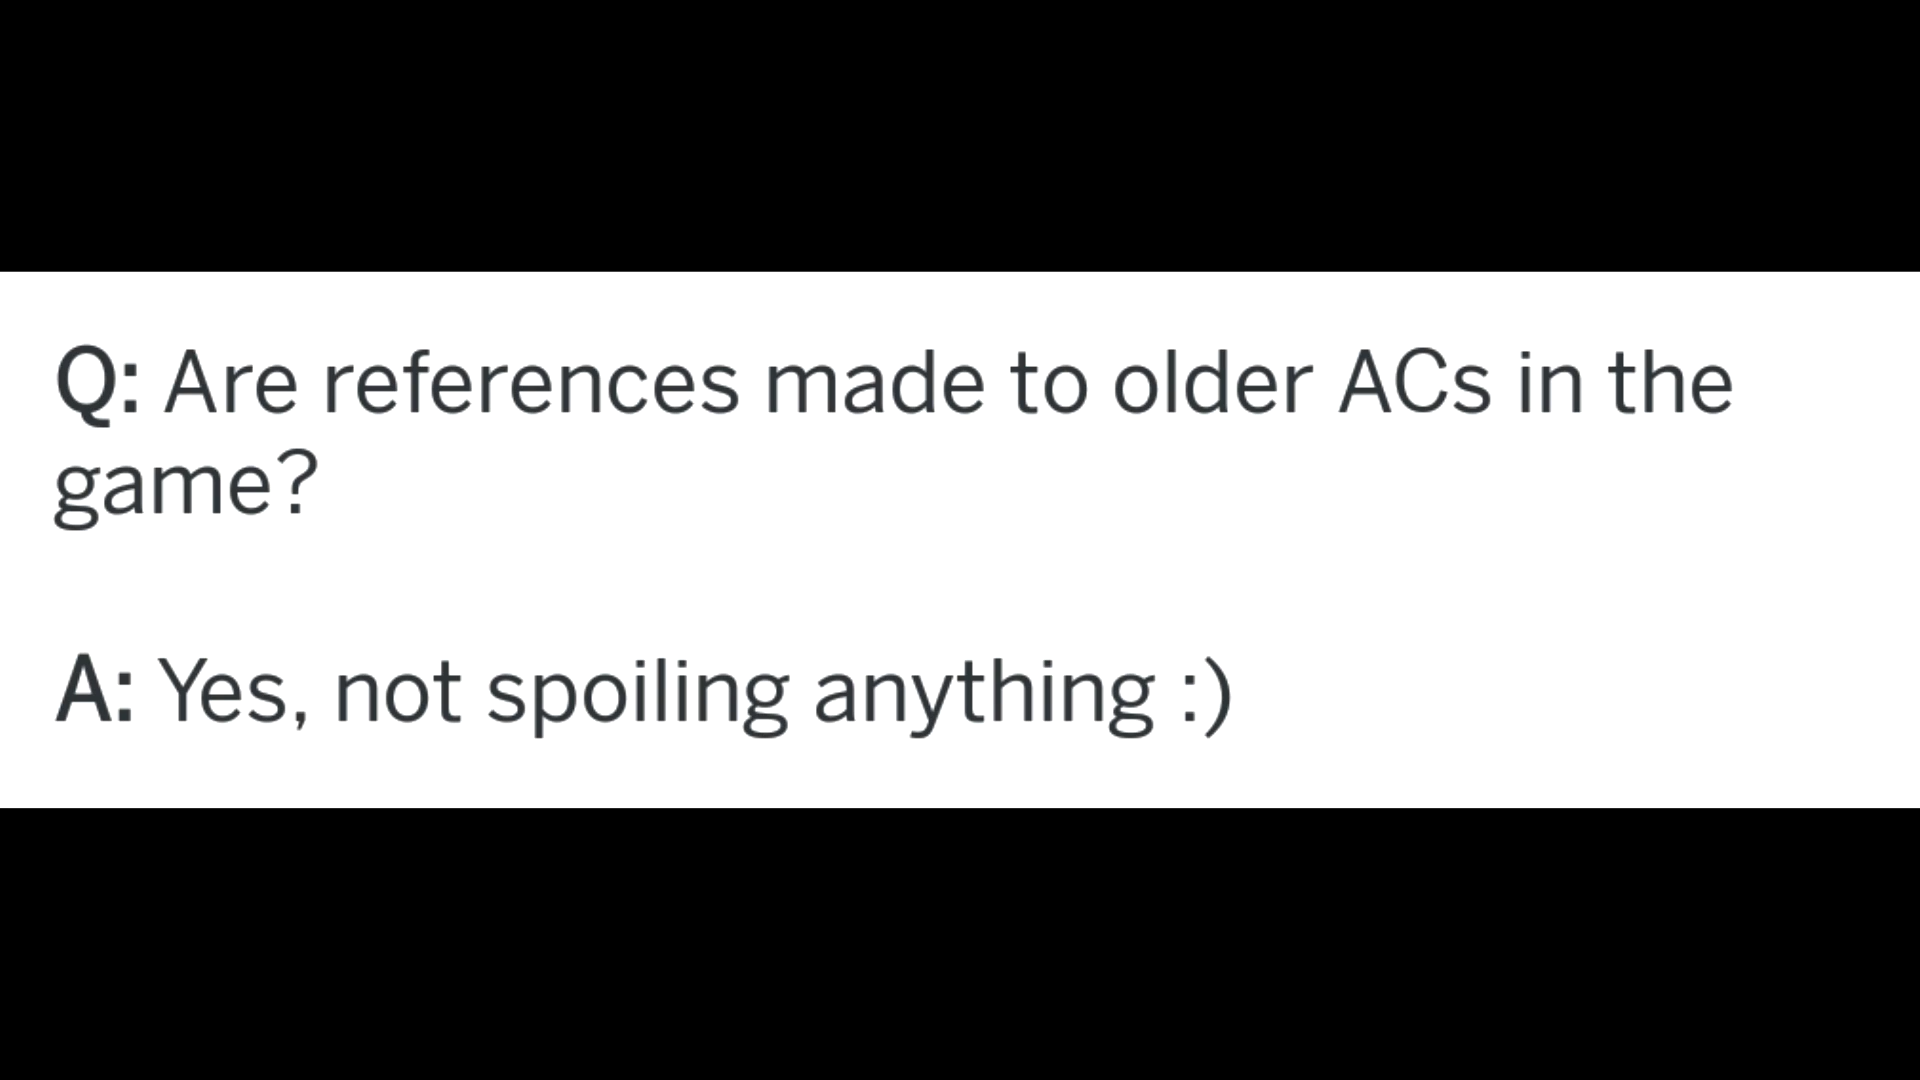 Q: Are references made to older ACs in the
game?
A: Yes, not spoiling anything :)